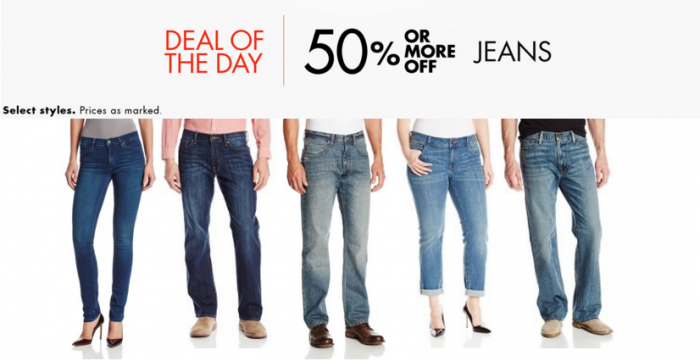 DEAL OF
THE DAY
50% OR
MORE
OFF JEANS
Select styles. Prices as marked.